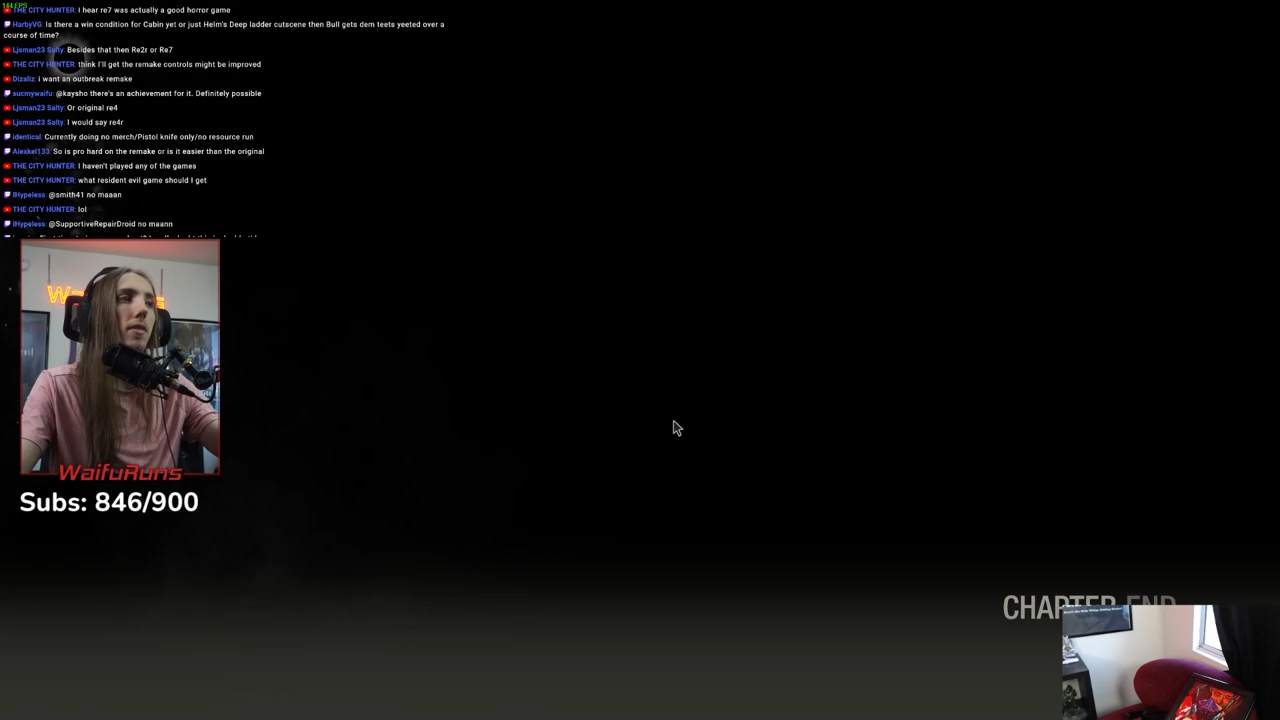 144 FPS
THE CITY HUNTER: I hear re7 was actually a good horror game
HarbyVG: Is there a win condition for Cabin yet or just Helm's Deep ladder cutscene then Bull gets dem teets yeeted over a
course of time?
Ljsman23 Salty: Besides that then Re2r or Re7
THE CITY HUNTER: think I'll get the remake controls might be improved
Dizaliz: i want an outbreak remake
sucmywaifu: @kaysho there's an achievement for it. Definitely possible
Ljsman23 Salty: Or original re4
Ljsman23 Salty: I would say re4r
identical: Currently doing no merch/Pistol knife only/no resource run
Alexkel133: So is pro hard on the remake or is it easier than the original
THE CITY HUNTER: I haven't played any of the games
THE CITY HUNTER: what resident evil game should I get
IHypeless: @smith41 no maaan
THE CITY HUNTER: lol
IHypeless: @SupportiveRepairDroid no maann
WaifuRuns
Subs: 846/900
CHAPTER END